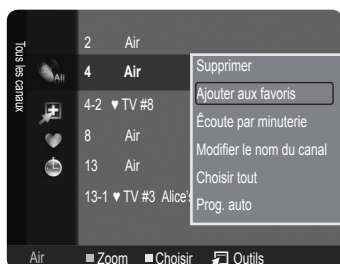 Tous les canaux
All
2 Air
4 Air
4-2 ♥ TV #8
8 Air
13 Air
13-1 ♥ TV #3 Alice's
Supprimer
Ajouter aux favoris
Écoute par minuterie
Modifier le nom du canal
Choisir tout
Prog. auto
Air Zoom Choisir Outils